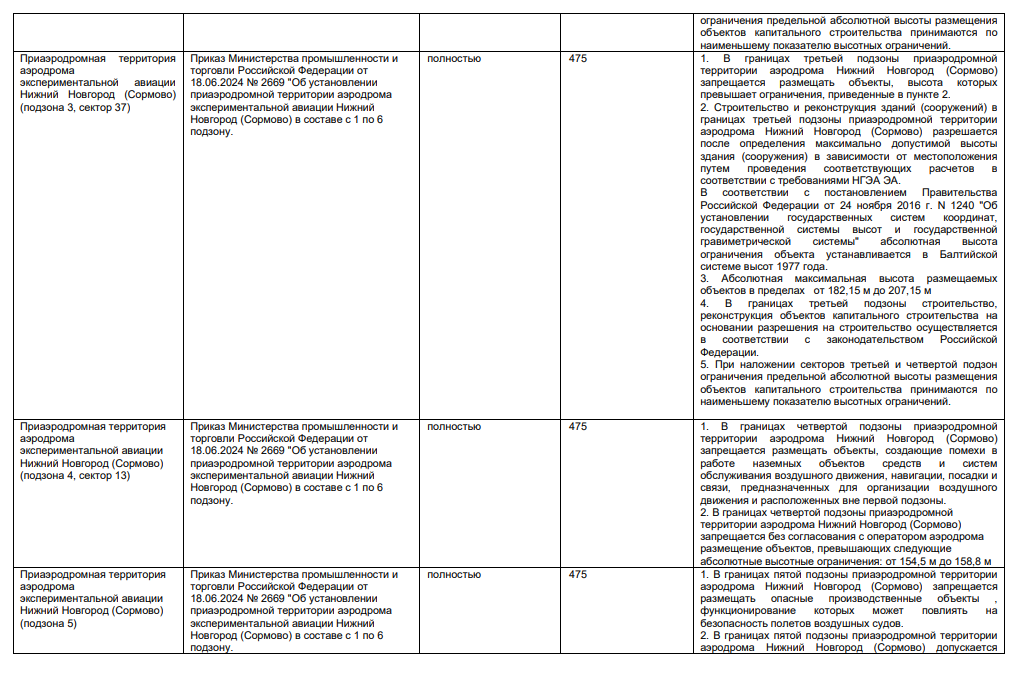 ограничения предельной абсолютной высоты размещения
объектов капитального строительства принимаются по
наименьшему показателю высотных ограничений.
Приаэродромная территория
аэродрома
экспериментальной авиации
Нижний Новгород (Сормово)
(подзона 3, сектор 37)
Приказ Министерства промышленности и
торговли Российской Федерации от
18.06.2024 № 2669 "Об установлении
приаэродромной территории аэродрома
экспериментальной авиации Нижний
Новгород (Сормово) в составе с 1 по 6
подзону.
полностью
475
1. В границах третьей подзоны приаэродромной
территории аэродрома Нижний Новгород (Сормово)
запрещается размещать объекты, высота которых
превышает ограничения, приведенные в пункте 2.
2. Строительство и реконструкция зданий (сооружений) в
границах третьей подзоны приаэродромной территории
аэродрома Нижний Новгород (Сормово) разрешается
после определения максимально допустимой высоты
здания (сооружения) в зависимости от местоположения
путем проведения соответствующих расчетов в
соответствии с требованиями НГЭА ЭА.
В соответствии с постановлением Правительства
Российской Федерации от 24 ноября 2016 г. N 1240 "Об
установлении государственных систем координат,
государственной системы высот и государственной
гравиметрической системы" абсолютная высота
ограничения объекта устанавливается в Балтийской
системе высот 1977 года.
3. Абсолютная максимальная высота размещаемых
объектов в пределах от 182,15 м до 207,15 м
4. В границах третьей подзоны строительство,
реконструкция объектов капитального строительства на
основании разрешения на строительство осуществляется
в соответствии с законодательством Российской
Федерации.
5. При наложении секторов третьей и четвертой подзон
ограничения предельной абсолютной высоты размещения
объектов капитального строительства принимаются по
наименьшему показателю высотных ограничений.
Приаэродромная территория
аэродрома
экспериментальной авиации
Нижний Новгород (Сормово)
(подзона 4, сектор 13)
Приказ Министерства промышленности и
торговли Российской Федерации от
18.06.2024 № 2669 "Об установлении
приаэродромной территории аэродрома
экспериментальной авиации Нижний
Новгород (Сормово) в составе с 1 по 6
подзону.
полностью
475
1. В границах четвертой подзоны приаэродромной
территории аэродрома Нижний Новгород (Сормово)
запрещается размещать объекты, создающие помехи в
работе наземных объектов средств и систем
обслуживания воздушного движения, навигации, посадки и
связи, предназначенных для организации воздушного
движения и расположенных вне первой подзоны.
2. В границах четвертой подзоны приаэродромной
территории аэродрома Нижний Новгород (Сормово)
запрещается без согласования с оператором аэродрома
размещение объектов, превышающих следующие
абсолютные высотные ограничения: от 154,5 м до 158,8 м
Приаэродромная территория
аэродрома
экспериментальной авиации
Нижний Новгород (Сормово)
(подзона 5)
Приказ Министерства промышленности и
торговли Российской Федерации от
18.06.2024 № 2669 "Об установлении
приаэродромной территории аэродрома
экспериментальной авиации Нижний
Новгород (Сормово) в составе с 1 по 6
подзону.
полностью
475
1. В границах пятой подзоны приаэродромной территории
аэродрома Нижний Новгород (Сормово) запрещается
размещать опасные производственные объекты ,
функционирование которых может повлиять на
безопасность полетов воздушных судов.
2. В границах пятой подзоны приаэродромной территории
аэродрома Нижний Новгород (Сормово) допускается